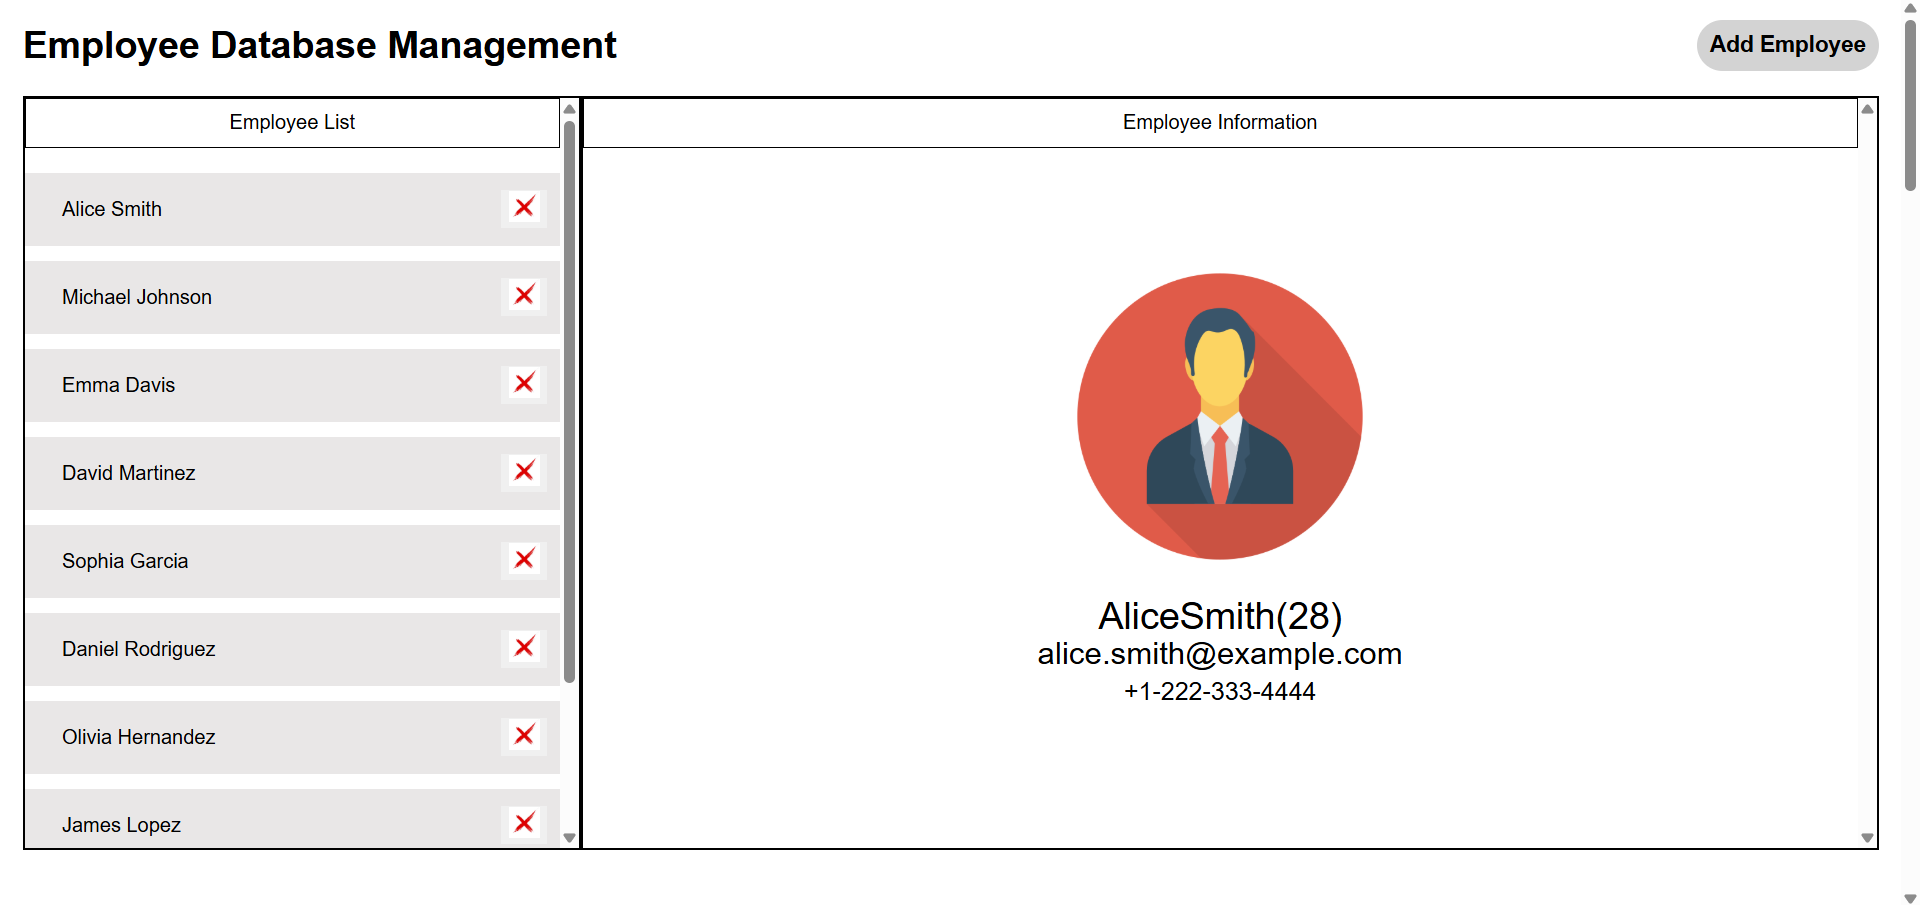 Employee Database Management
Add Employee
Employee List
Alice Smith
Michael Johnson
Emma Davis
David Martinez
Sophia Garcia
Daniel Rodriguez
Olivia Hernandez
James Lopez
Employee Information
AliceSmith(28)
alice.smith@example.com
+1-222-333-4444